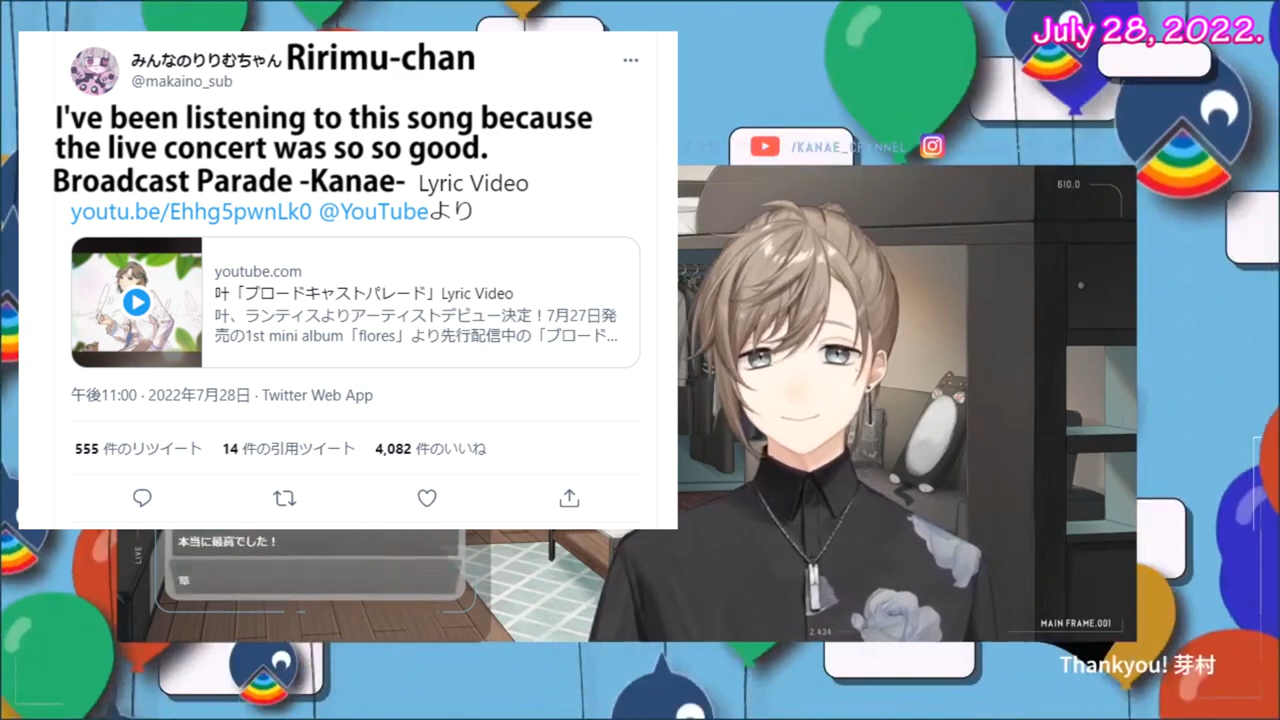 July 28, 2022.
みんなのりりむちゃん Ririmu-chan
@makaino_sub
I've been listening to this song because
the live concert was so so good.
Broadcast Parade -Kanae- Lyric Video
youtu.be/Ehhg5pwnLk0 @YouTubeより
youtube.com
叶「ブロードキャストパレード」Lyric Video
叶、ランティスよりアーティストデビュー決定！7月27日発
売の1st mini album「flores」より先行配信中の「ブロード…
午後11:00 · 2022年7月28日 · Twitter Web App
555 件のリツイート 14 件の引用ツイート 4,082 件のいいね
/KANAE_CHANNEL
610.0
LIVE
本当に最高でした！
草
2.434
MAIN FRAME.001
Thankyou! 芽村